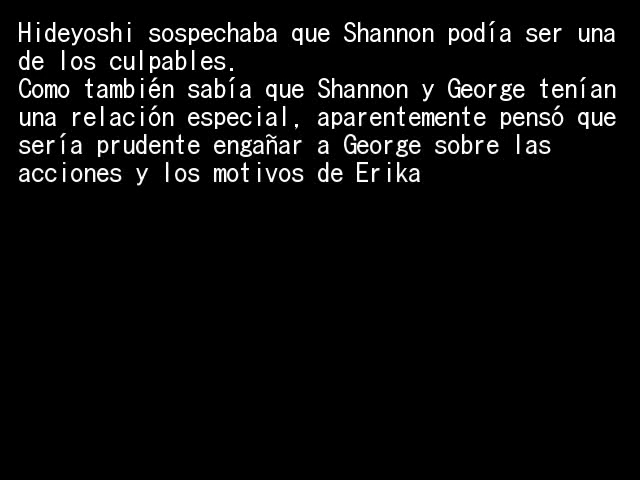 Hideyoshi sospechaba que Shannon podía ser una
de los culpables.
Como también sabía que Shannon y George tenían
una relación especial, aparentemente pensó que
sería prudente engañar a George sobre las
acciones y los motivos de Erika